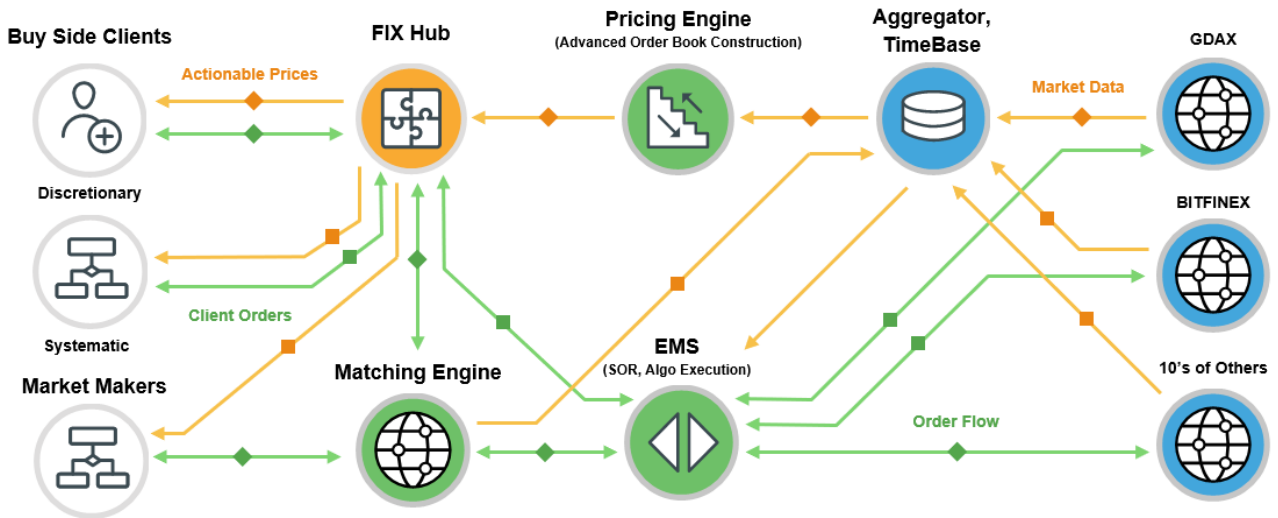 Buy Side Clients
FIX Hub
Pricing Engine
(Advanced Order Book Construction)
Aggregator,
TimeBase
GDAX
Actionable Prices
Market Data
Discretionary
BITFINEX
Client Orders
Systematic
Market Makers
Matching Engine
EMS
(SOR, Algo Execution)
10's of Others
Order Flow